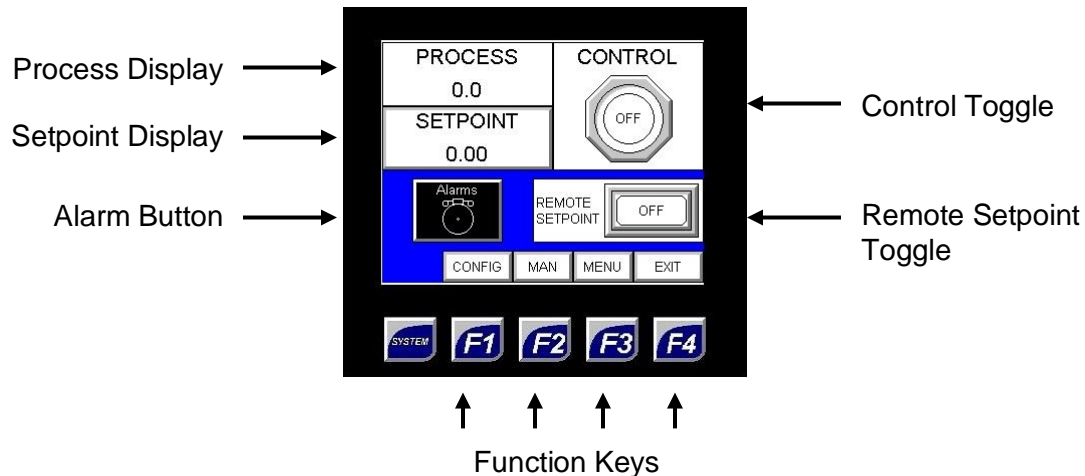 Process Display
Setpoint Display
Alarm Button
PROCESS
0.0
SETPOINT
0.00
CONTROL
OFF
Alarms
REMOTE
SETPOINT
OFF
CONFIG MAN MENU EXIT
SYSTEM F1 F2 F3 F4
Control Toggle
Remote Setpoint
Toggle
Function Keys